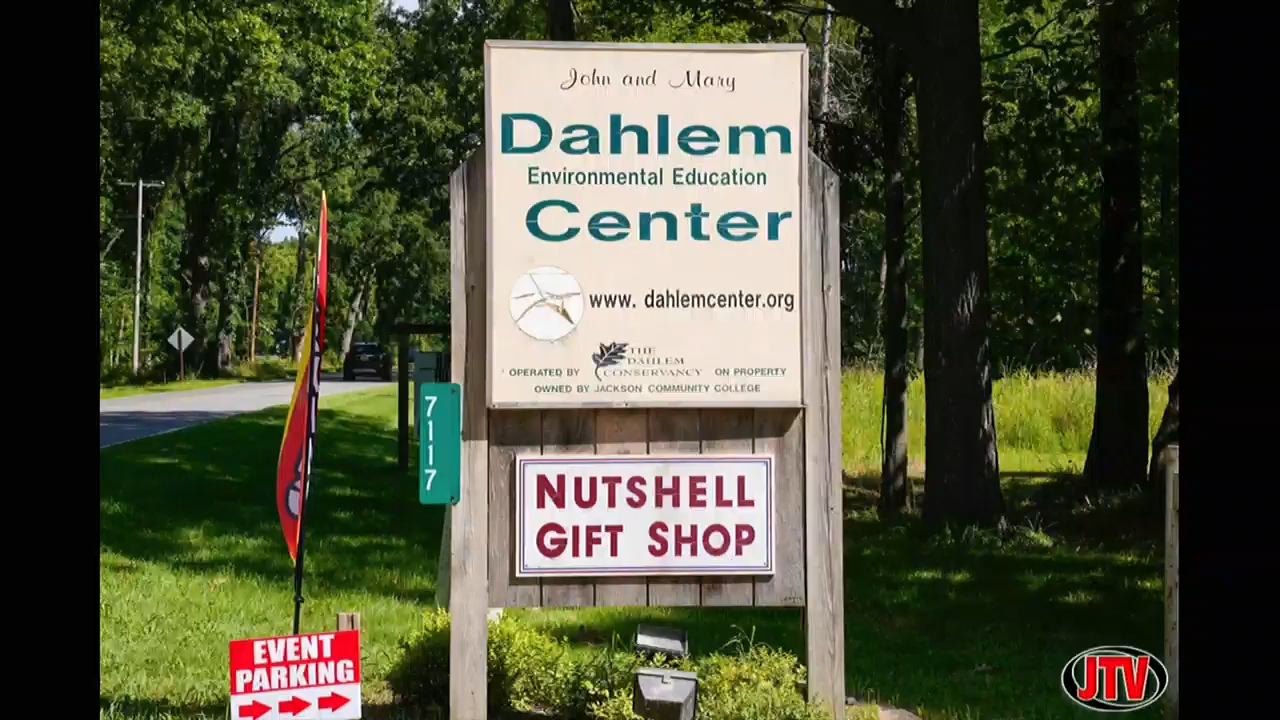 John and Mary
Dahlem
Environmental Education
Center
www. dahlemcenter.org
THE
DAHLEM
OPERATED BY CONSERVANCY ON PROPERTY
OWNED BY JACKSON COMMUNITY COLLEGE
7117
NUTSHELL
GIFT SHOP
EVENT
PARKING
JTV